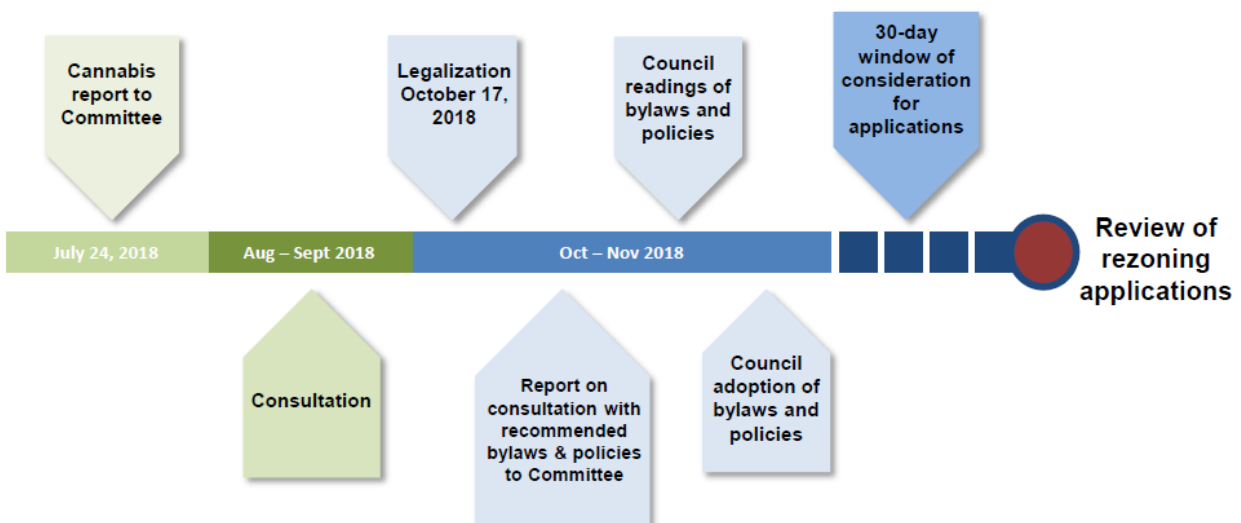 Cannabis
report to
Committee
Legalization
October 17,
2018
Council
readings of
bylaws and
policies
30-day
window of
consideration
for
applications
July 24, 2018
Aug – Sept 2018
Oct – Nov 2018
Review of
rezoning
applications
Consultation
Report on
consultation with
recommended
bylaws & policies
to Committee
Council
adoption of
bylaws and
policies